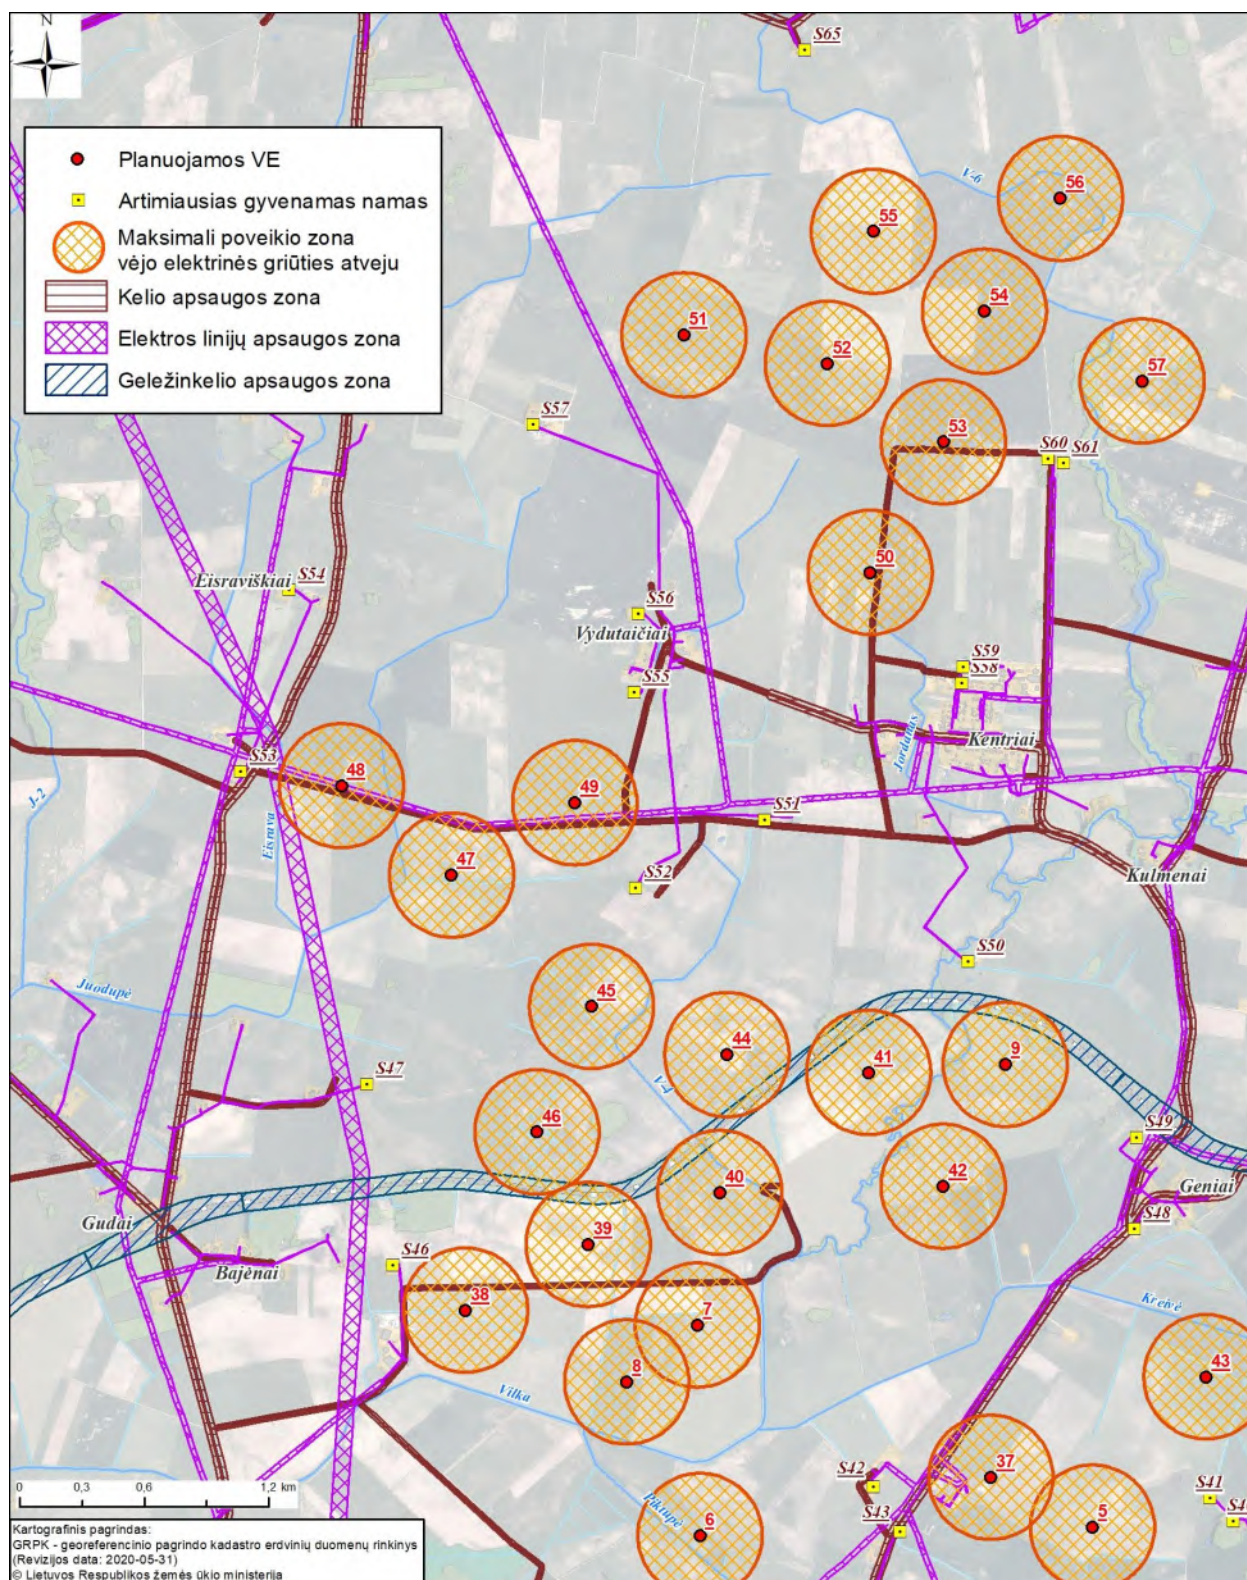 N
S65
V-6
56
55
54
51
52
57
Planuojamos VE
Artimiausias gyvenamas namas
Maksimali poveikio zona
vėjo elektrinės griūties atveju
Kelio apsaugos zona
Elektros linijų apsaugos zona
Geležinkelio apsaugos zona
S57
53
S60
S61
50
Eisraviškiai
S54
S56
Vydutaičiai
S59
S58
S55
Jordanas
Kentriai
S53
48
49
S51
J-2
Eisrava
47
S52
Kulmenai
S50
Juodupė
45
44
41
9
S47
V-4
46
S49
40
42
Geniai
Gudai
39
S48
Bajėnai
S46
38
7
Kreivė
8
43
Vilka
37
S42
S41
S43
Piktupė
6
5
0 0,3 0,6 1,2 km
Kartografinis pagrindas:
GRPK - georeferencinio pagrindo kadastro erdvinių duomenų rinkinys
(Revizijos data: 2020-05-31)
© Lietuvos Respublikos žemės ūkio ministerija